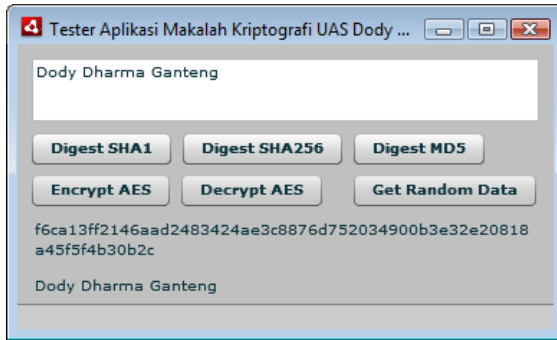 Tester Aplikasi Makalah Kriptografi UAS Dody ...
Dody Dharma Ganteng
Digest SHA1 Digest SHA256 Digest MD5
Encrypt AES Decrypt AES Get Random Data
f6ca13ff2146aad2483424ae3c8876d752034900b3e32e20818
a45f5f4b30b2c
Dody Dharma Ganteng